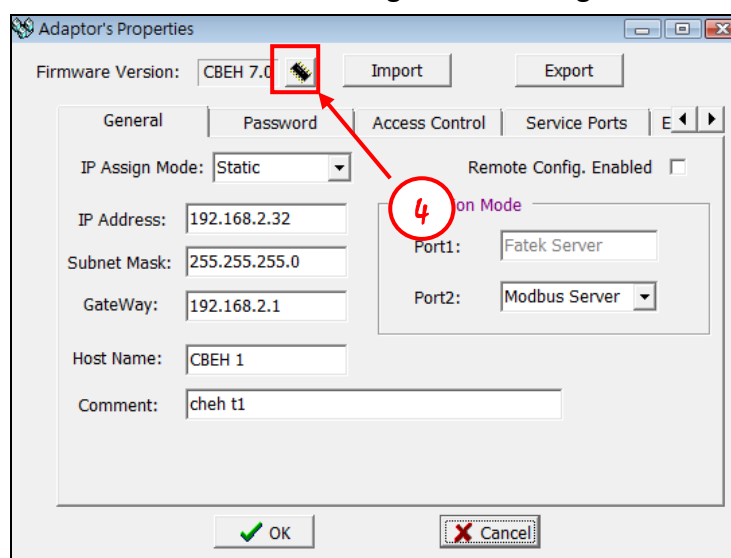 Adaptor's Properties
Firmware Version: CBEH 7.0 Import Export
General Password Access Control Service Ports E
IP Assign Mode: Static Remote Config. Enabled
4 on Mode
IP Address: 192.168.2.32
Port1: Fatek Server
Subnet Mask: 255.255.255.0
GateWay: 192.168.2.1 Port2: Modbus Server
Host Name: CBEH 1
Comment: cheh t1
OK Cancel